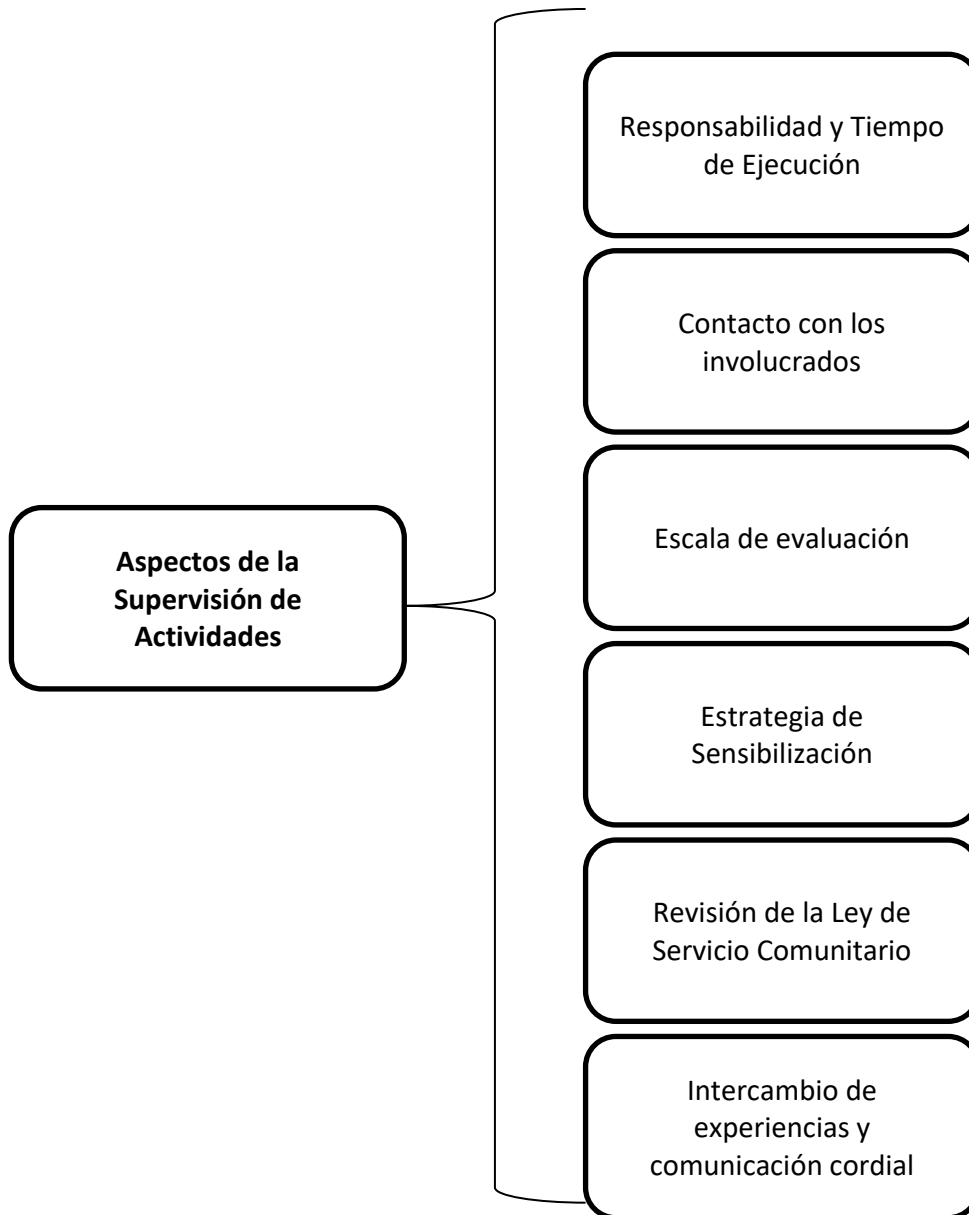 Aspectos de la
Supervisión de
Actividades
Responsabilidad y Tiempo
de Ejecución
Contacto con los
involucrados
Escala de evaluación
Estrategia de
Sensibilización
Revisión de la Ley de
Servicio Comunitario
Intercambio de
experiencias y
comunicación cordial